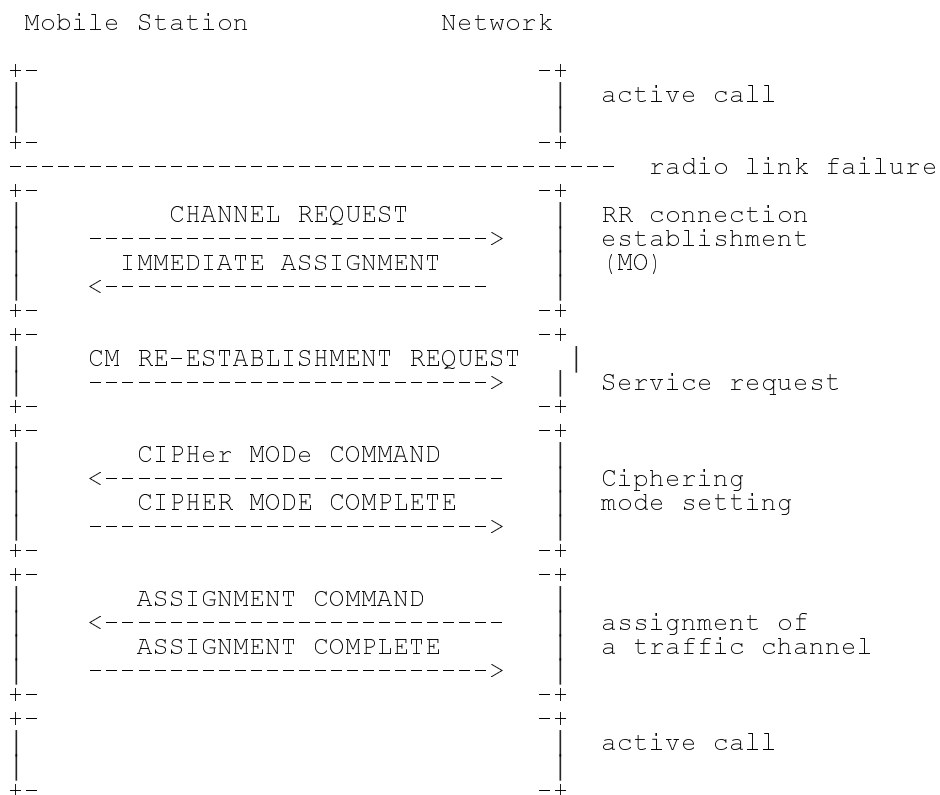 Mobile Station            Network
+-                               -+
|                                 |  active call
|                                 |
+-                               -+
--------------------------------------  radio link failure
+-                               -+
|         CHANNEL REQUEST         |  RR connection
|    ------------------------->   |  establishment
|      IMMEDIATE ASSIGNMENT       |  (MO)
|    <------------------------    |
+-                               -+
+-                               -+
|    CM RE-ESTABLISHMENT REQUEST   |
|    ------------------------->   |  Service request
+-                               -+
+-                               -+
|       CIPHer MODe COMMAND       |
|    <-------------------------   |  Ciphering
|       CIPHER MODE COMPLETE      |  mode setting
|    ------------------------->   |
+-                               -+
+-                               -+
|       ASSIGNMENT COMMAND        |
|    <-------------------------   |  assignment of
|       ASSIGNMENT COMPLETE       |  a traffic channel
|    ------------------------->   |
+-                               -+
+-                               -+
|                                 |  active call
|                                 |
+-                               -+